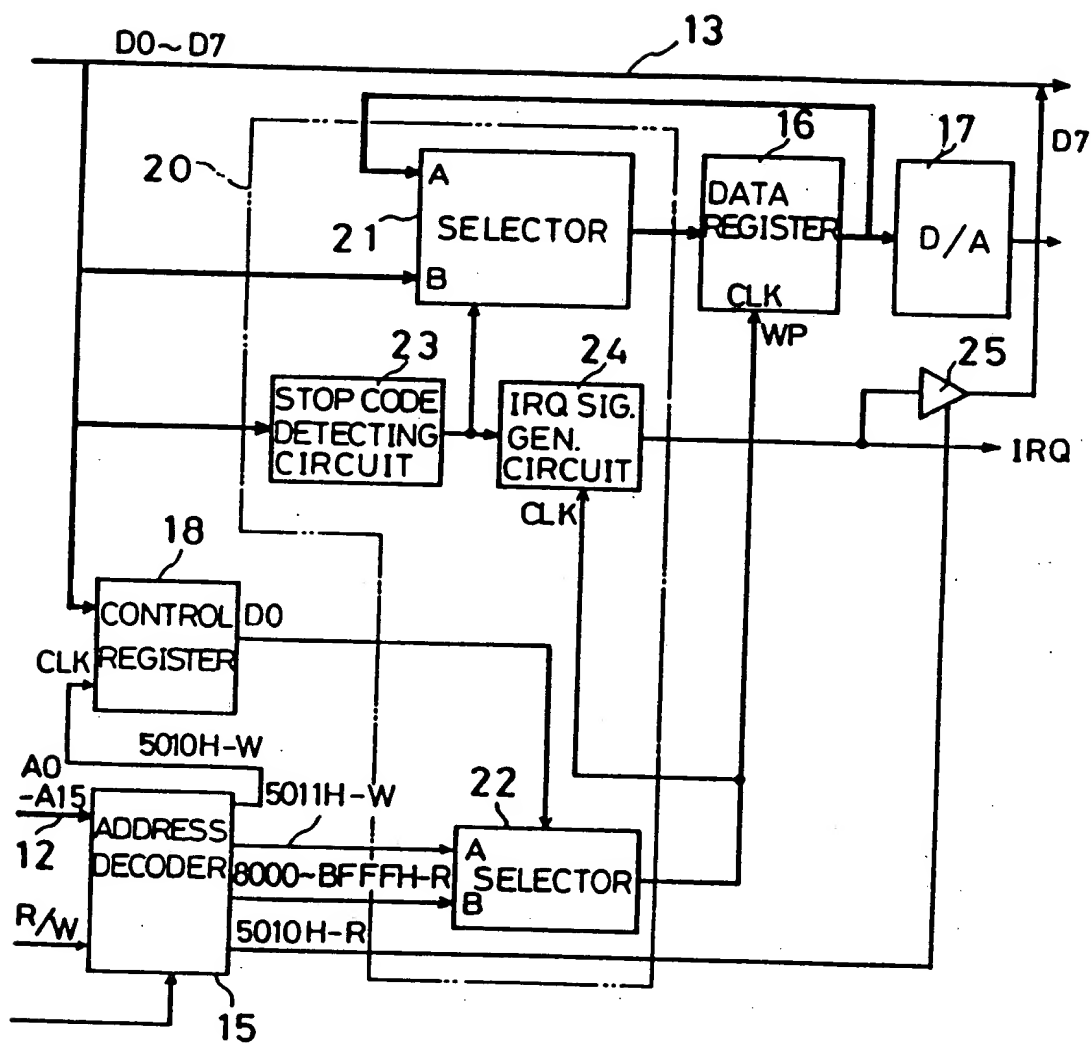 D0~D7
13
20
21
A
SELECTOR
B
16
DATA
REGISTER
CLK
WP
17
D/A
D7
23
STOP CODE
DETECTING
CIRCUIT
24
IRQ SIG.
GEN.
CIRCUIT
CLK
25
IRQ
18
CONTROL
REGISTER
D0
CLK
5010H-W
A0
-A15
12
ADDRESS
DECODER
5011H-W
8000~BFFFH-R
5010H-R
R/W
15
22
A
SELECTOR
B